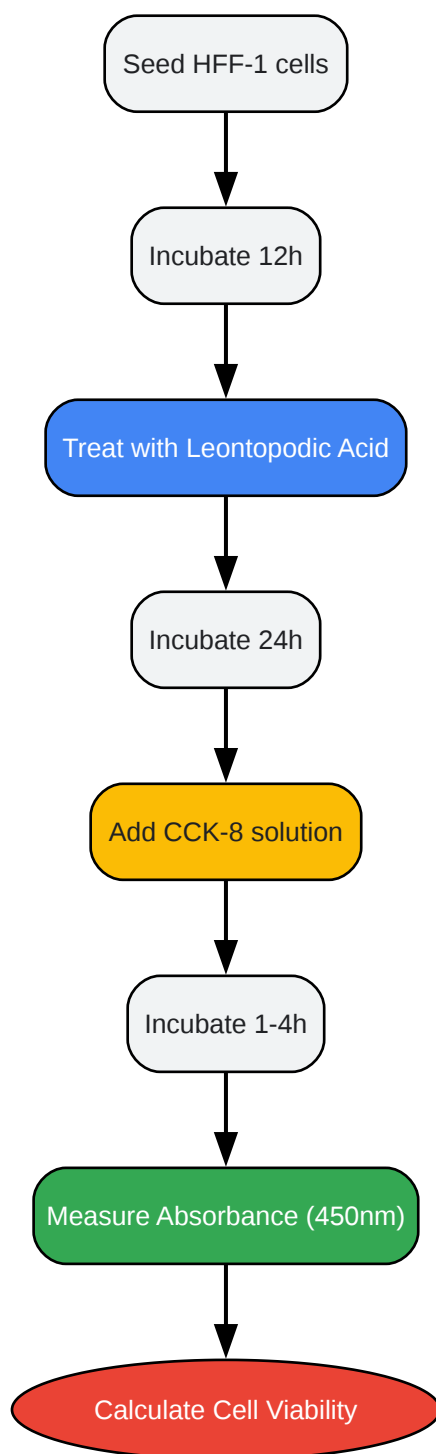 Seed HFF-1 cells
Incubate 12h
Treat with Leontopodic Acid
Incubate 24h
Add CCK-8 solution
Incubate 1-4h
Measure Absorbance (450nm)
Calculate Cell Viability